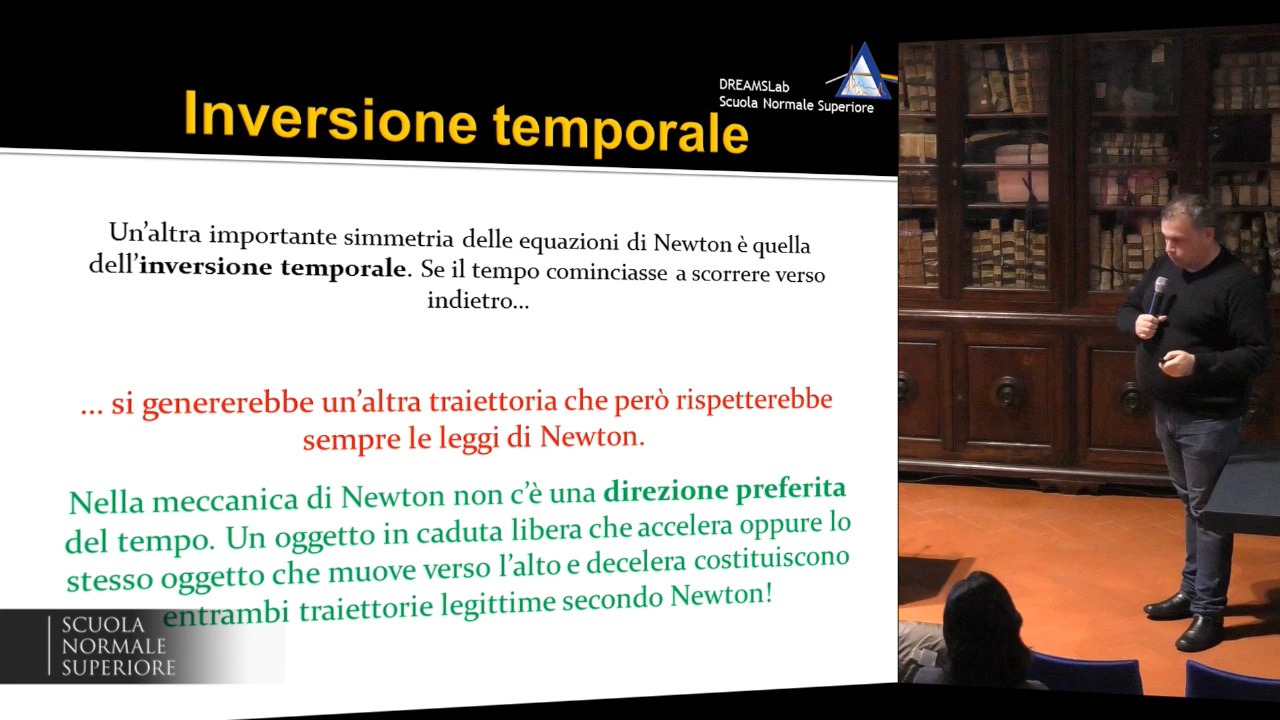 DREAMSLab
Scuola Normale Superiore
Inversione temporale
Un'altra importante simmetria delle equazioni di Newton è quella
dell'inversione temporale. Se il tempo cominciasse a scorrere verso
indietro...
... si genererebbe un'altra traiettoria che però rispetterebbe
sempre le leggi di Newton.
Nella meccanica di Newton non c'è una direzione preferita
del tempo. Un oggetto in caduta libera che accelera oppure lo
stesso oggetto che muove verso l'alto e decelera costituiscono
entrambi traiettorie legittime secondo Newton!
SCUOLA
NORMALE
SUPERIORE